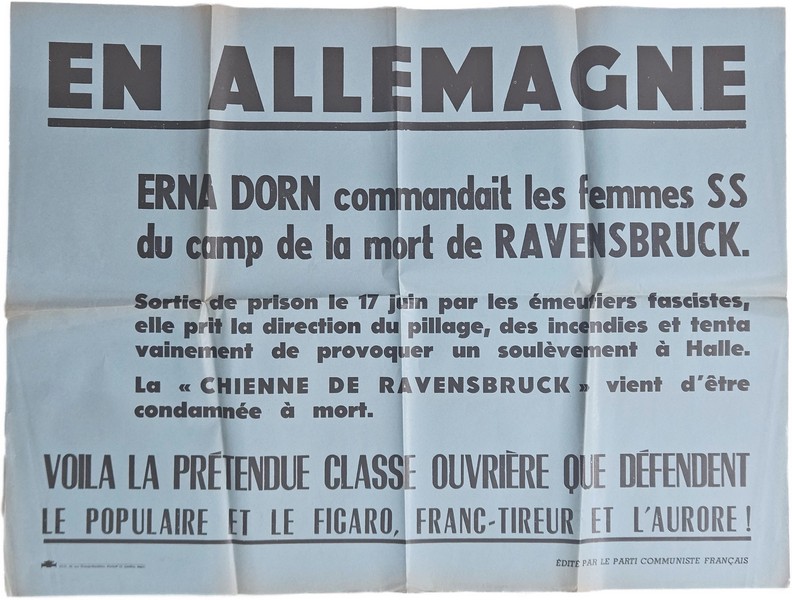 EN ALLEMAGNE
ERNA DORN commandait les femmes SS
du camp de la mort de RAVENSBRUCK.
Sortie de prison le 17 juin par les émeutiers fascistes,
elle prit la direction du pillage, des incendies et tenta
vainement de provoquer un soulèvement à Halle.
La « CHIENNE DE RAVENSBRUCK » vient d'être
condamnée à mort.
VOILA LA PRÉTENDUE CLASSE OUVRIÈRE QUE DÉFENDENT
LE POPULAIRE ET LE FIGARO, FRANC-TIREUR ET L'AURORE !
ÉDITÉ PAR LE PARTI COMMUNISTE FRANÇAIS